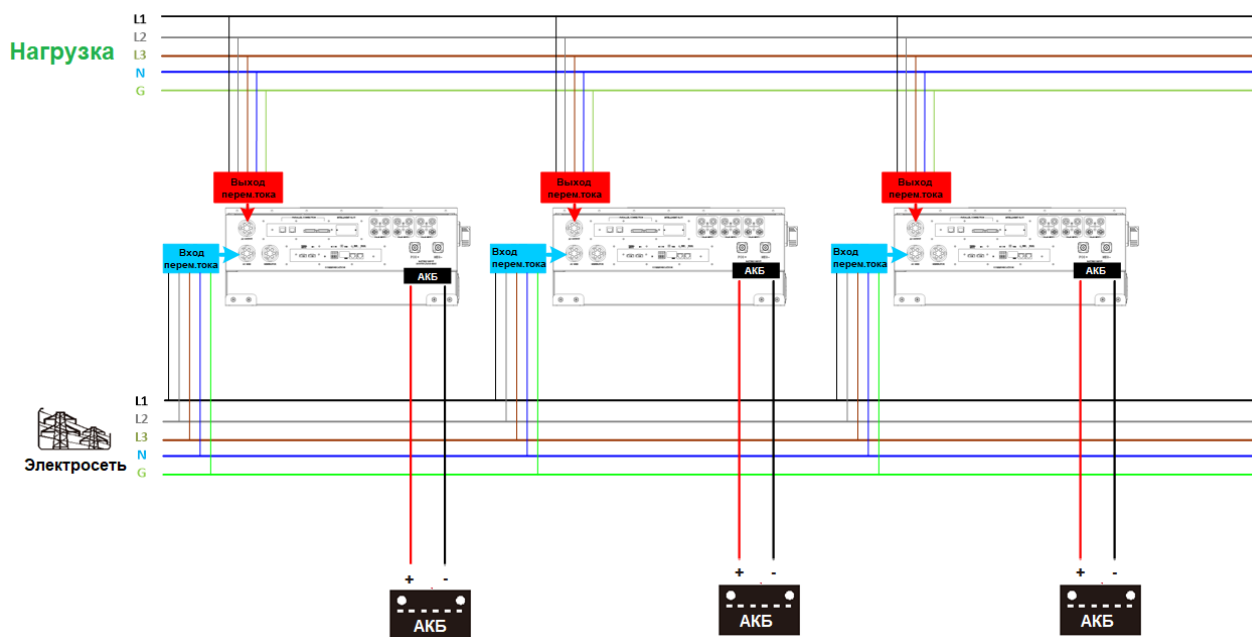 L1
L2
Нагрузка
L3
N
G
Выход
перем.тока
Выход
перем.тока
Выход
перем.тока
Вход
перем.тока
Вход
перем.тока
Вход
перем.тока
АКБ
АКБ
АКБ
L1
L2
L3
Электросеть
N
G
+ -
+ -
+ -
АКБ
АКБ
АКБ